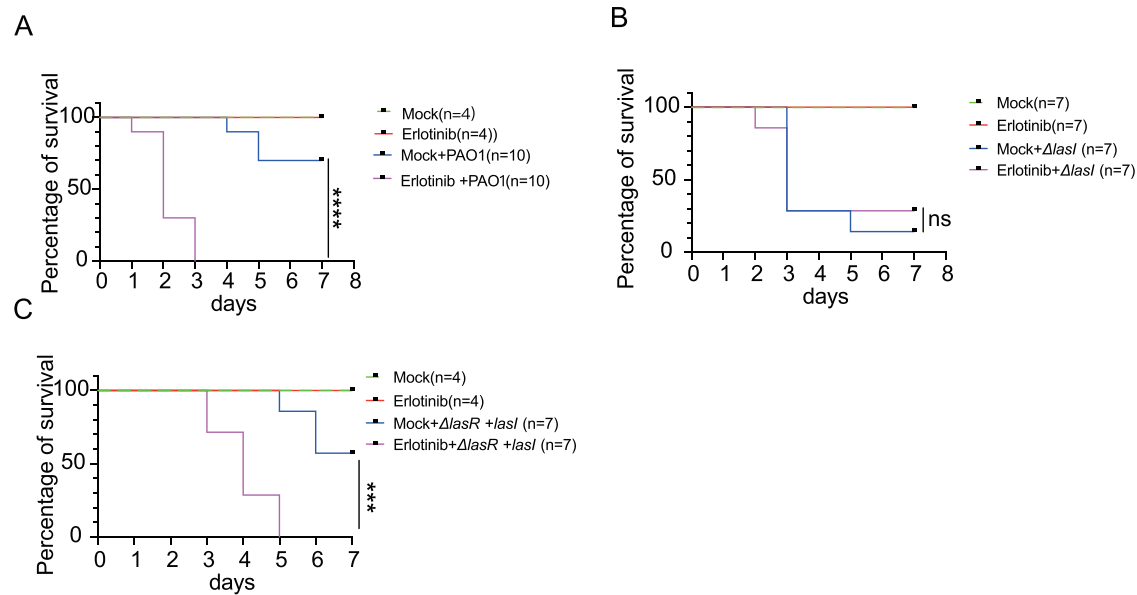 A
Percentage of survival
100
50
0
0 1 2 3 4 5 6 7 8
days
****
Mock(n=4)
Erlotinib(n=4))
Mock+PAO1(n=10)
Erlotinib +PAO1(n=10)
B
Percentage of survival
100
50
0
0 1 2 3 4 5 6 7 8
days
ns
Mock(n=7)
Erlotinib(n=7)
Mock+ΔlasI (n=7)
Erlotinib+ΔlasI (n=7)
C
Percentage of survival
100
50
0
0 1 2 3 4 5 6 7
days
***
Mock(n=4)
Erlotinib(n=4)
Mock+ΔlasR +lasI (n=7)
Erlotinib+ΔlasR +lasI (n=7)